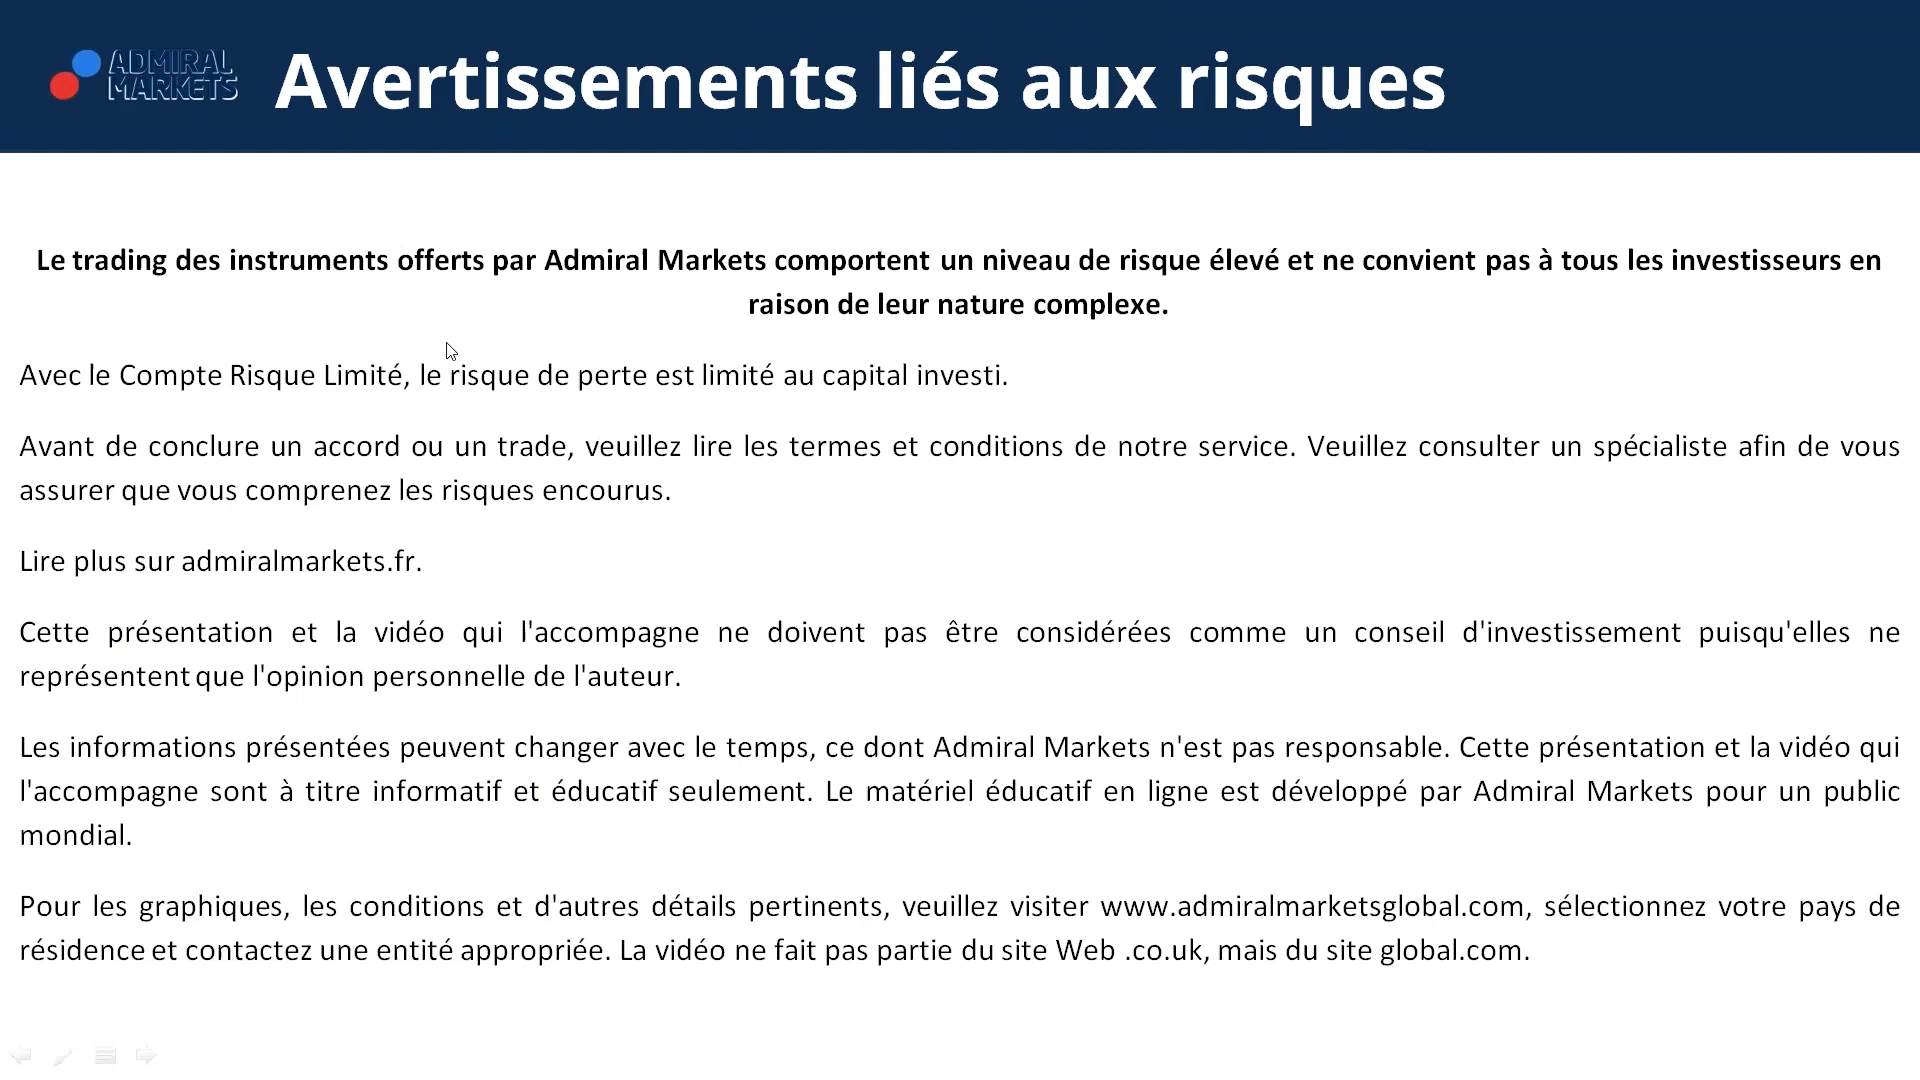 ADMIRAL
MARKETS
Avertissements liés aux risques
Le trading des instruments offerts par Admiral Markets comportent un niveau de risque élevé et ne convient pas à tous les investisseurs en
raison de leur nature complexe.
Avec le Compte Risque Limité, le risque de perte est limité au capital investi.
Avant de conclure un accord ou un trade, veuillez lire les termes et conditions de notre service. Veuillez consulter un spécialiste afin de vous
assurer que vous comprenez les risques encourus.
Lire plus sur admiralmarkets.fr.
Cette présentation et la vidéo qui l'accompagne ne doivent pas être considérées comme un conseil d'investissement puisqu'elles ne
représentent que l'opinion personnelle de l'auteur.
Les informations présentées peuvent changer avec le temps, ce dont Admiral Markets n'est pas responsable. Cette présentation et la vidéo qui
l'accompagne sont à titre informatif et éducatif seulement. Le matériel éducatif en ligne est développé par Admiral Markets pour un public
mondial.
Pour les graphiques, les conditions et d'autres détails pertinents, veuillez visiter www.admiralmarketsglobal.com, sélectionnez votre pays de
résidence et contactez une entité appropriée. La vidéo ne fait pas partie du site Web .co.uk, mais du site global.com.